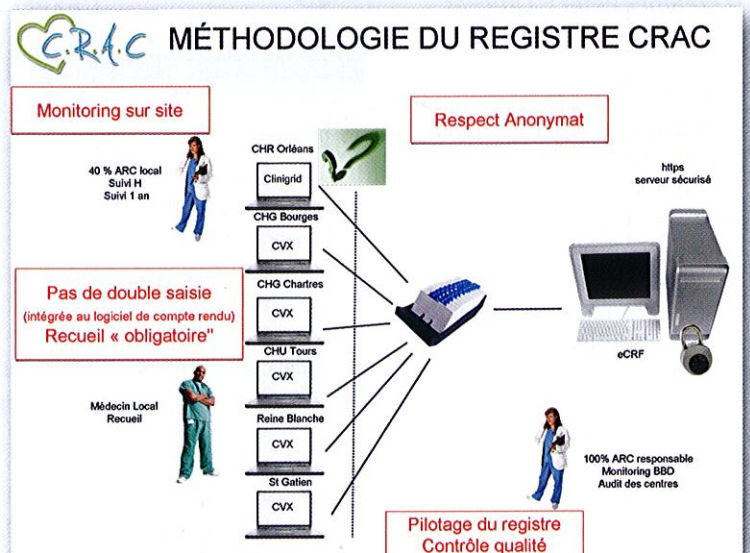 C.R.A.C
MÉTHODOLOGIE DU REGISTRE CRAC
Monitoring sur site
Respect Anonymat
40 % ARC local
Suivi H
Suivi 1 an
CHR Orléans
Clinigrid
CHG Bourges
CVX
CHG Chartres
CVX
CHU Tours
CVX
Reine Blanche
CVX
St Gatien
CVX
https
serveur sécurisé
eCRF
Pas de double saisie
(intégrée au logiciel de compte rendu)
Recueil « obligatoire"
Médecin Local
Recueil
100% ARC responsable
Monitoring BBD
Audit des centres
Pilotage du registre
Contrôle qualité